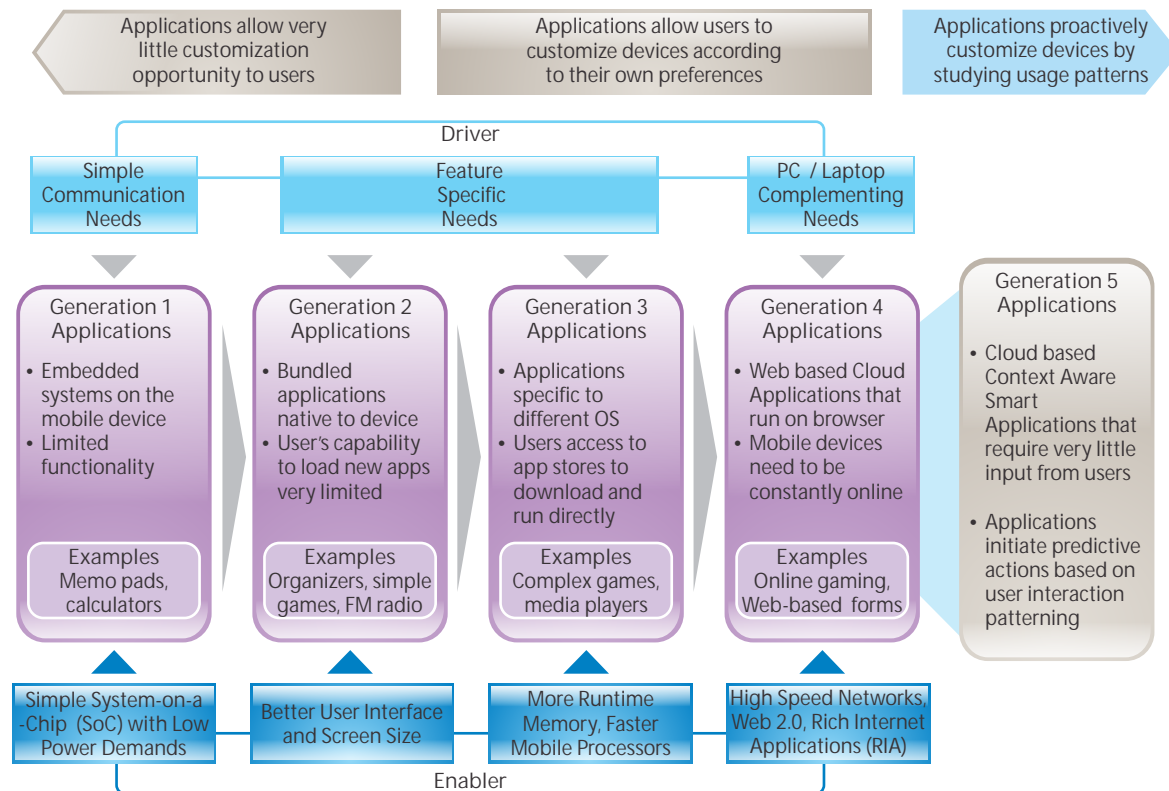 Applications allow very
little customization
opportunity to users
Applications allow users to
customize devices according
to their own preferences
Applications proactively
customize devices by
studying usage patterns
Driver
Simple
Communication
Needs
Feature
Specific
Needs
PC / Laptop
Complementing
Needs
Generation 1
Applications
• Embedded
systems on the
mobile device
• Limited
functionality
Examples
Memo pads,
calculators
Generation 2
Applications
• Bundled
applications
native to device
• User's capability
to load new apps
very limited
Examples
Organizers, simple
games, FM radio
Generation 3
Applications
• Applications
specific to
different OS
• Users access to
app stores to
download and
run directly
Examples
Complex games,
media players
Generation 4
Applications
• Web based Cloud
Applications that
run on browser
• Mobile devices
need to be
constantly online
Examples
Online gaming,
Web-based forms
Generation 5
Applications
• Cloud based
Context Aware
Smart
Applications that
require very little
input from users
• Applications
initiate predictive
actions based on
user interaction
patterning
Simple System-on-a
-Chip (SoC) with Low
Power Demands
Better User Interface
and Screen Size
More Runtime
Memory, Faster
Mobile Processors
High Speed Networks,
Web 2.0, Rich Internet
Applications (RIA)
Enabler